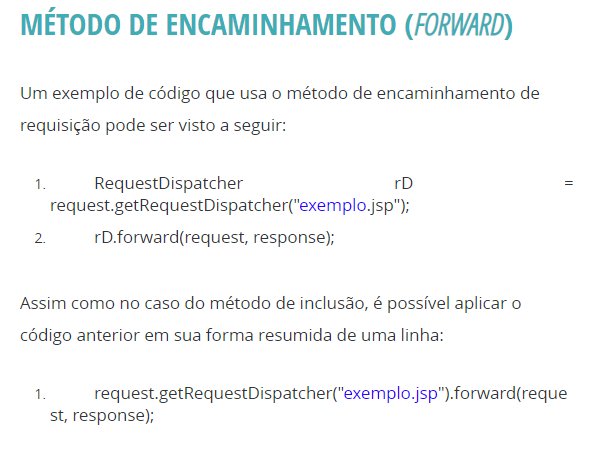 MÉTODO DE ENCAMINHAMENTO (FORWARD)
Um exemplo de código que usa o método de encaminhamento de
requisição pode ser visto a seguir:
1. RequestDispatcher rD =
request.getRequestDispatcher("exemplo.jsp");
2. rD.forward(request, response);
Assim como no caso do método de inclusão, é possível aplicar o
código anterior em sua forma resumida de uma linha:
1. request.getRequestDispatcher("exemplo.jsp").forward(reque
st, response);